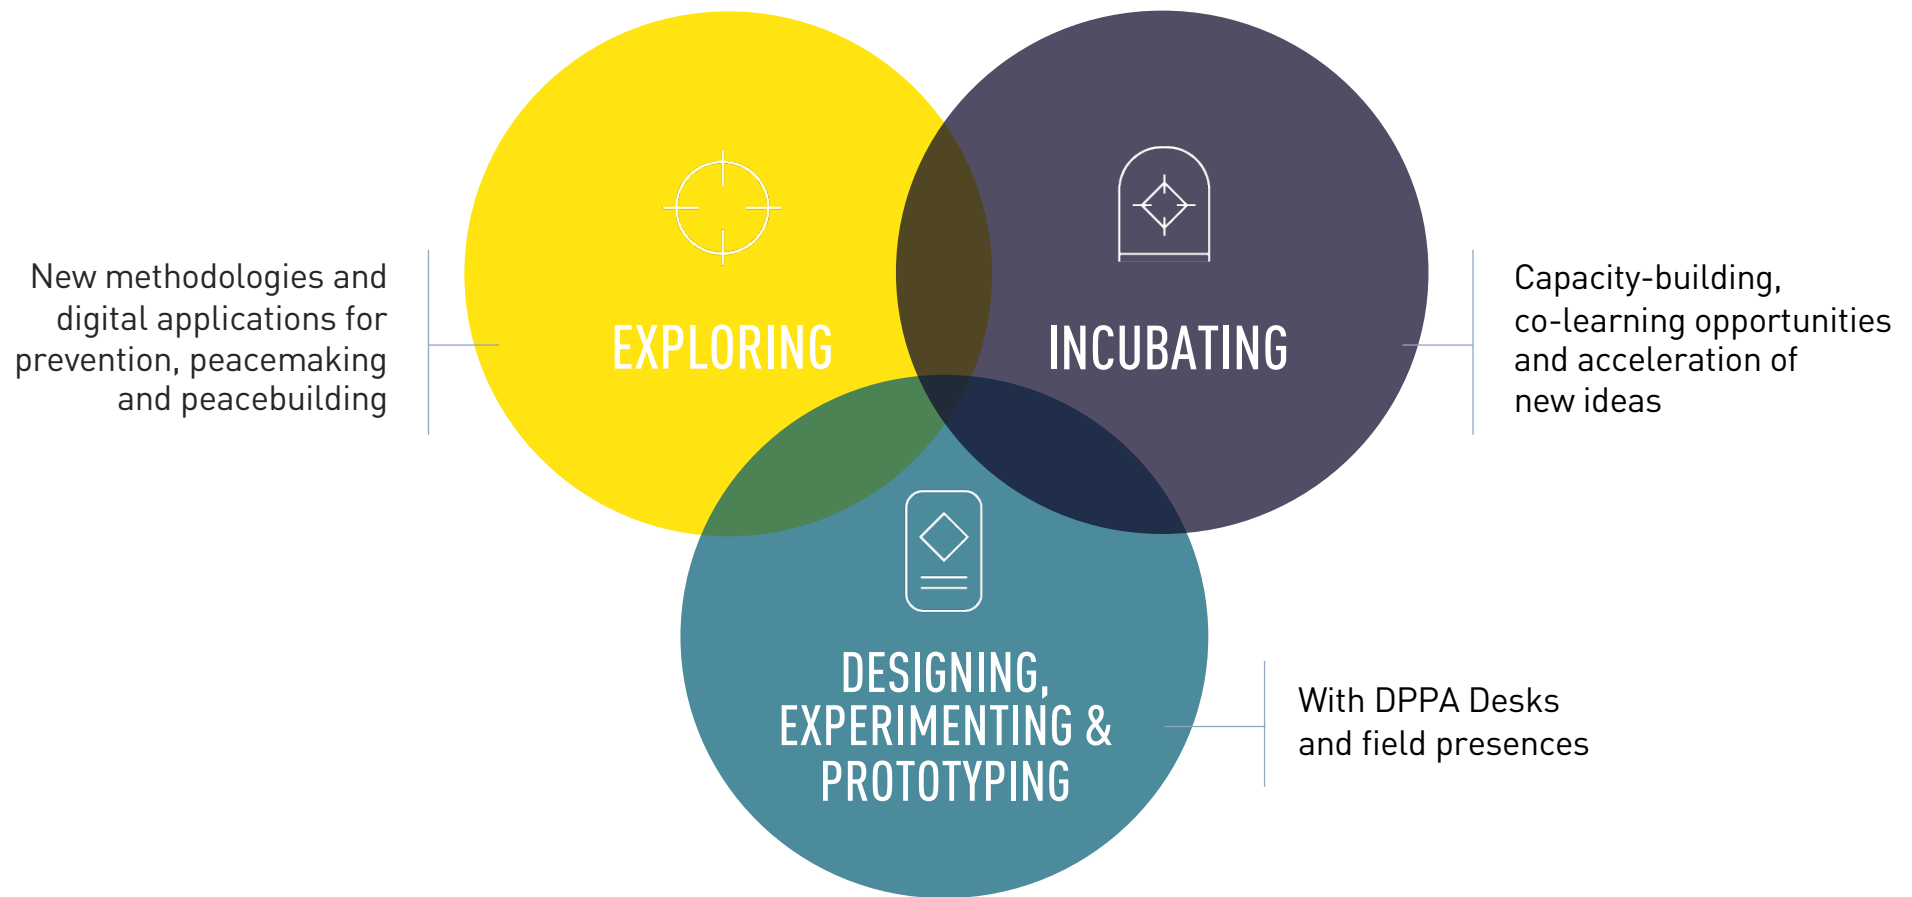 New methodologies and
digital applications for
prevention, peacemaking
and peacebuilding
EXPLORING
INCUBATING
Capacity-building,
co-learning opportunities
and acceleration of
new ideas
DESIGNING,
EXPERIMENTING &
PROTOTYPING
With DPPA Desks
and field presences